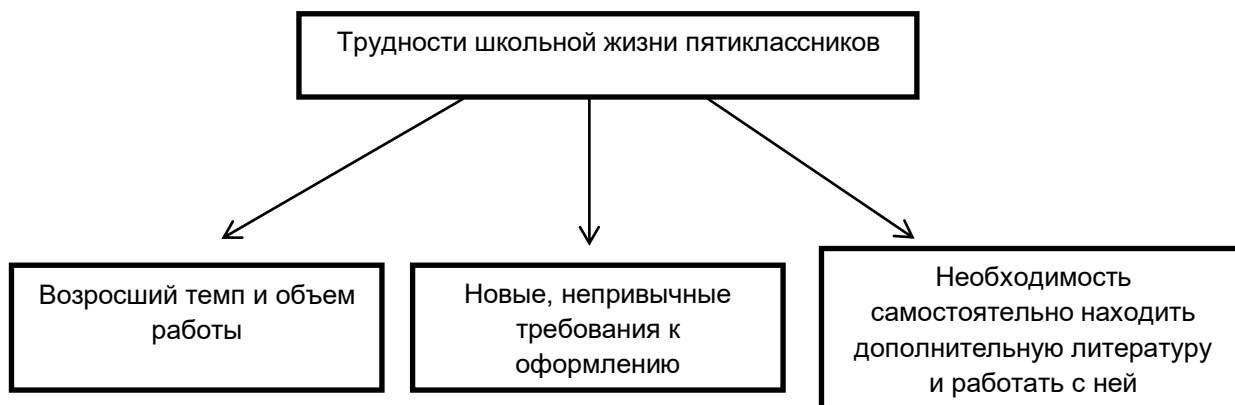 Трудности школьной жизни пятиклассников
Возросший темп и объем
работы
Новые, непривычные
требования к
оформлению
Необходимость
самостоятельно находить
дополнительную литературу
и работать с ней